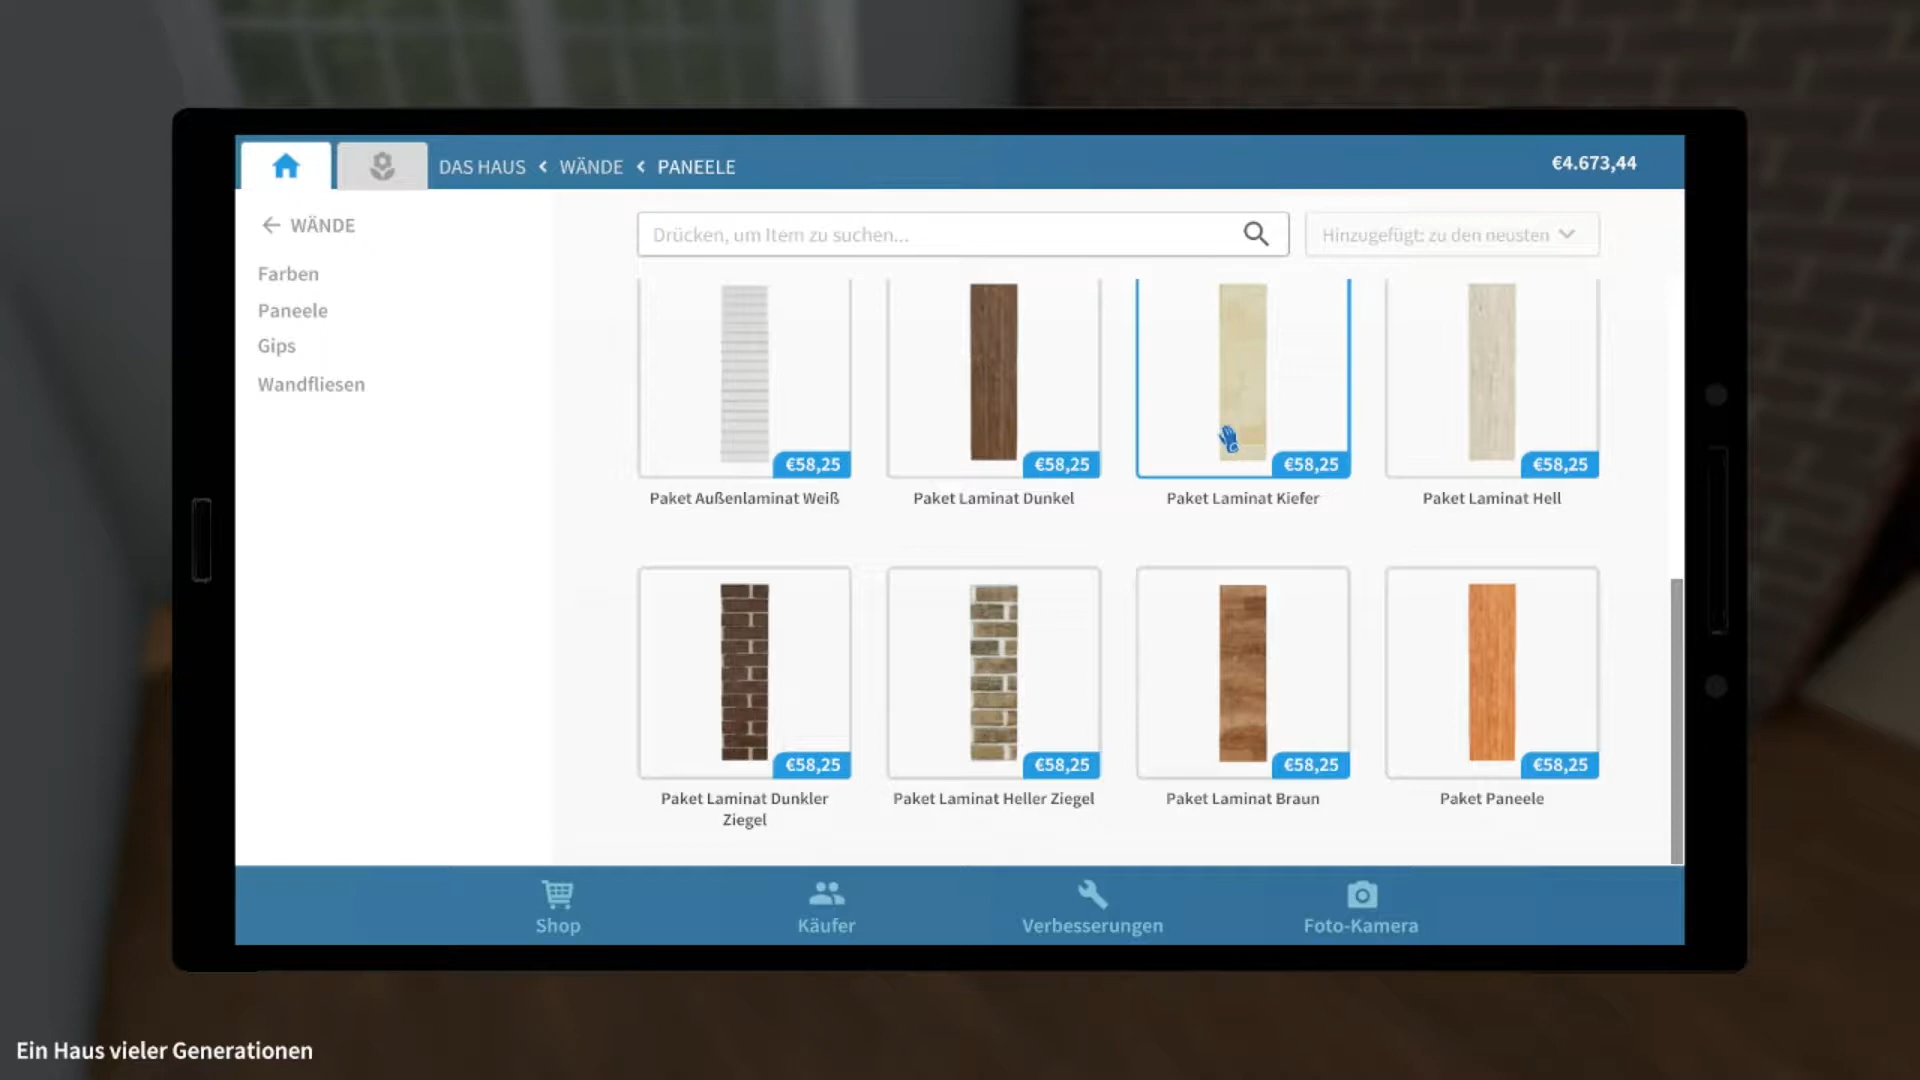 DAS HAUS < WÄNDE < PANEELE
€4.673,44
WÄNDE
Farben
Paneele
Gips
Wandfliesen
Drücken, um Item zu suchen...
Hinzugefügt: zu den neusten
€58,25
€58,25
€58,25
€58,25
Paket Außenlaminat Weiß
Paket Laminat Dunkel
Paket Laminat Kiefer
Paket Laminat Hell
€58,25
€58,25
€58,25
€58,25
Paket Laminat Dunkler
Ziegel
Paket Laminat Heller Ziegel
Paket Laminat Braun
Paket Paneele
Shop
Käufer
Verbesserungen
Foto-Kamera
Ein Haus vieler Generationen